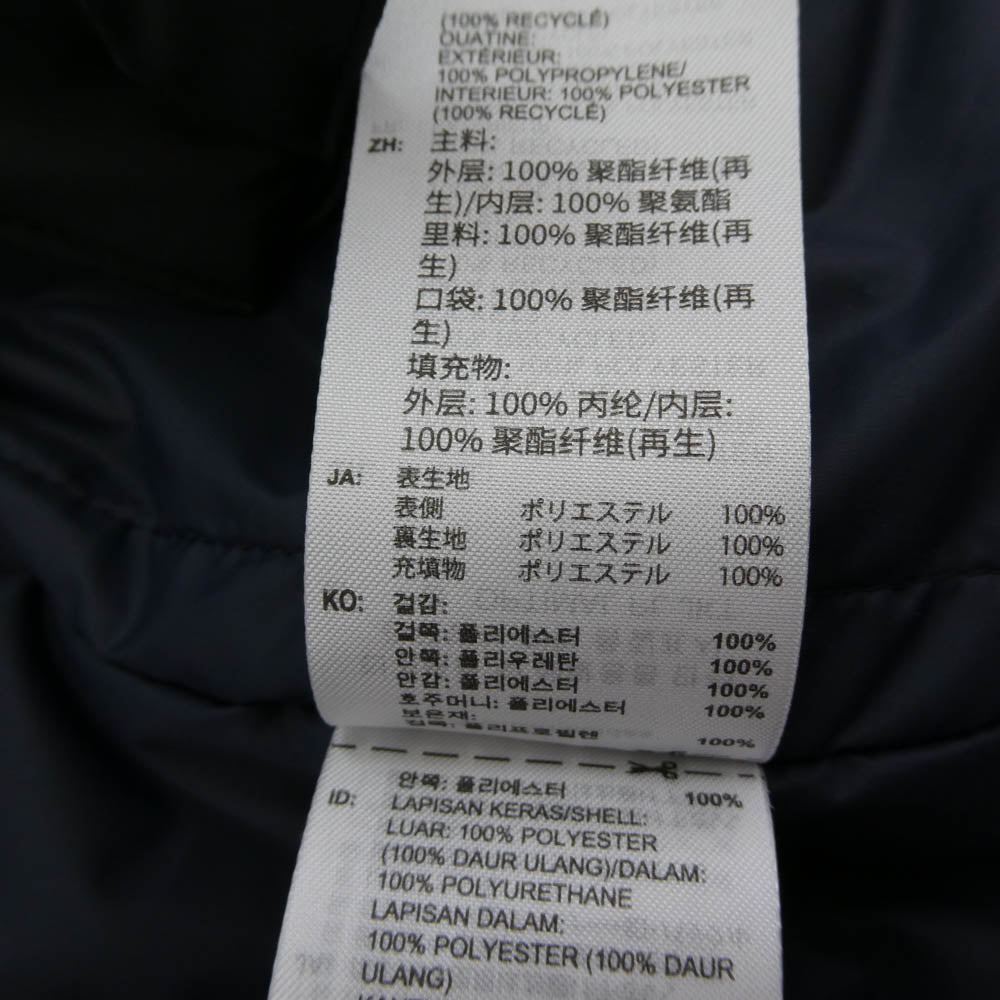 (100% RECYCLÉ)
OUATINE:
EXTÉRIEUR:
100% POLYPROPYLENE/
INTERIEUR: 100% POLYESTER
(100% RECYCLÉ)
ZH: 主料:
外层: 100% 聚酯纤维(再
生)/内层: 100% 聚氨酯
里料: 100% 聚酯纤维(再
生)
口袋: 100% 聚酯纤维(再
生)
填充物:
外层: 100% 丙纶/内层:
100% 聚酯纤维(再生)
JA: 表生地
表側 ポリエステル 100%
裏生地 ポリエステル 100%
充填物 ポリエステル 100%
KO: 겉감:
겉쪽: 폴리에스터 100%
안쪽: 폴리우레탄 100%
안감: 폴리에스터 100%
호주머니: 폴리에스터 100%
보온재:
겉쪽: 폴리프로필렌 100%
안쪽: 폴리에스터 100%
ID: LAPISAN KERAS/SHELL:
LUAR: 100% POLYESTER
(100% DAUR ULANG)/DALAM:
100% POLYURETHANE
LAPISAN DALAM:
100% POLYESTER (100% DAUR
ULANG)